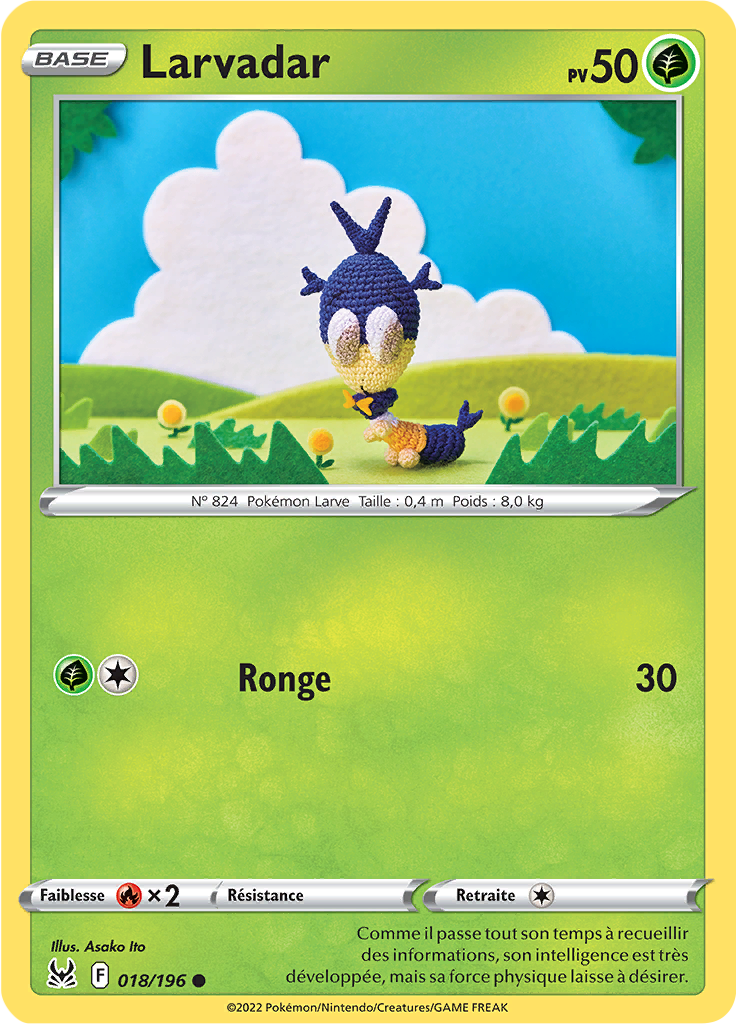 BASE Larvadar PV50
N° 824 Pokémon Larve Taille : 0,4 m Poids : 8,0 kg
Ronge 30
Faiblesse ×2 Résistance Retraite
Illus. Asako Ito
Comme il passe tout son temps à recueillir
des informations, son intelligence est très
développée, mais sa force physique laisse à désirer.
F 018/196
©2022 Pokémon/Nintendo/Creatures/GAME FREAK